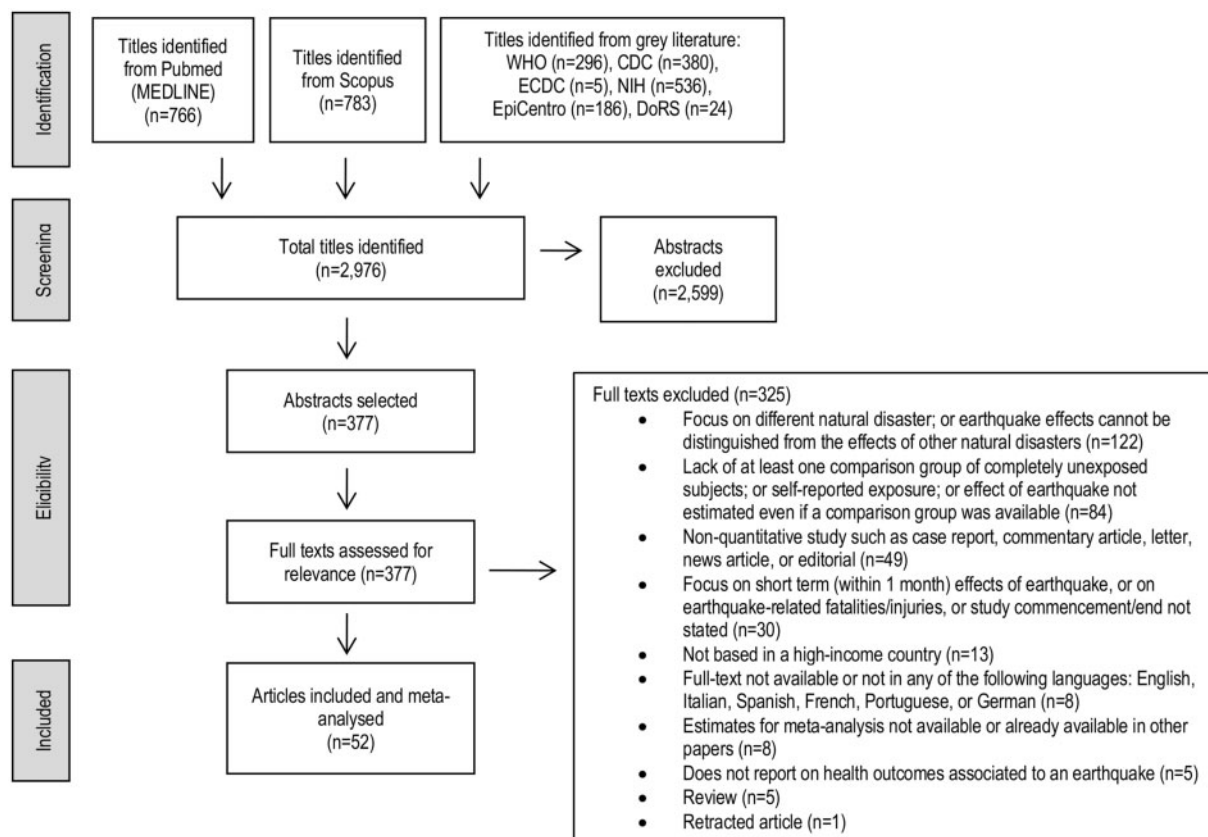 Identification
Titles identified
from Pubmed
(MEDLINE)
(n=766)
Titles identified
from Scopus
(n=783)
Titles identified from grey literature:
WHO (n=296), CDC (n=380),
ECDC (n=5), NIH (n=536),
EpiCentro (n=186), DoRS (n=24)
Screening
Total titles identified
(n=2,976)
Abstracts
excluded
(n=2,599)
Eligibility
Abstracts selected
(n=377)
Full texts assessed for
relevance (n=377)
Full texts excluded (n=325)
• Focus on different natural disaster; or earthquake effects cannot be
distinguished from the effects of other natural disasters (n=122)
• Lack of at least one comparison group of completely unexposed
subjects; or self-reported exposure; or effect of earthquake not
estimated even if a comparison group was available (n=84)
• Non-quantitative study such as case report, commentary article, letter,
news article, or editorial (n=49)
• Focus on short term (within 1 month) effects of earthquake, or on
earthquake-related fatalities/injuries, or study commencement/end not
stated (n=30)
• Not based in a high-income country (n=13)
• Full-text not available or not in any of the following languages: English,
Italian, Spanish, French, Portuguese, or German (n=8)
• Estimates for meta-analysis not available or already available in other
papers (n=8)
• Does not report on health outcomes associated to an earthquake (n=5)
• Review (n=5)
• Retracted article (n=1)
Included
Articles included and meta-
analysed
(n=52)